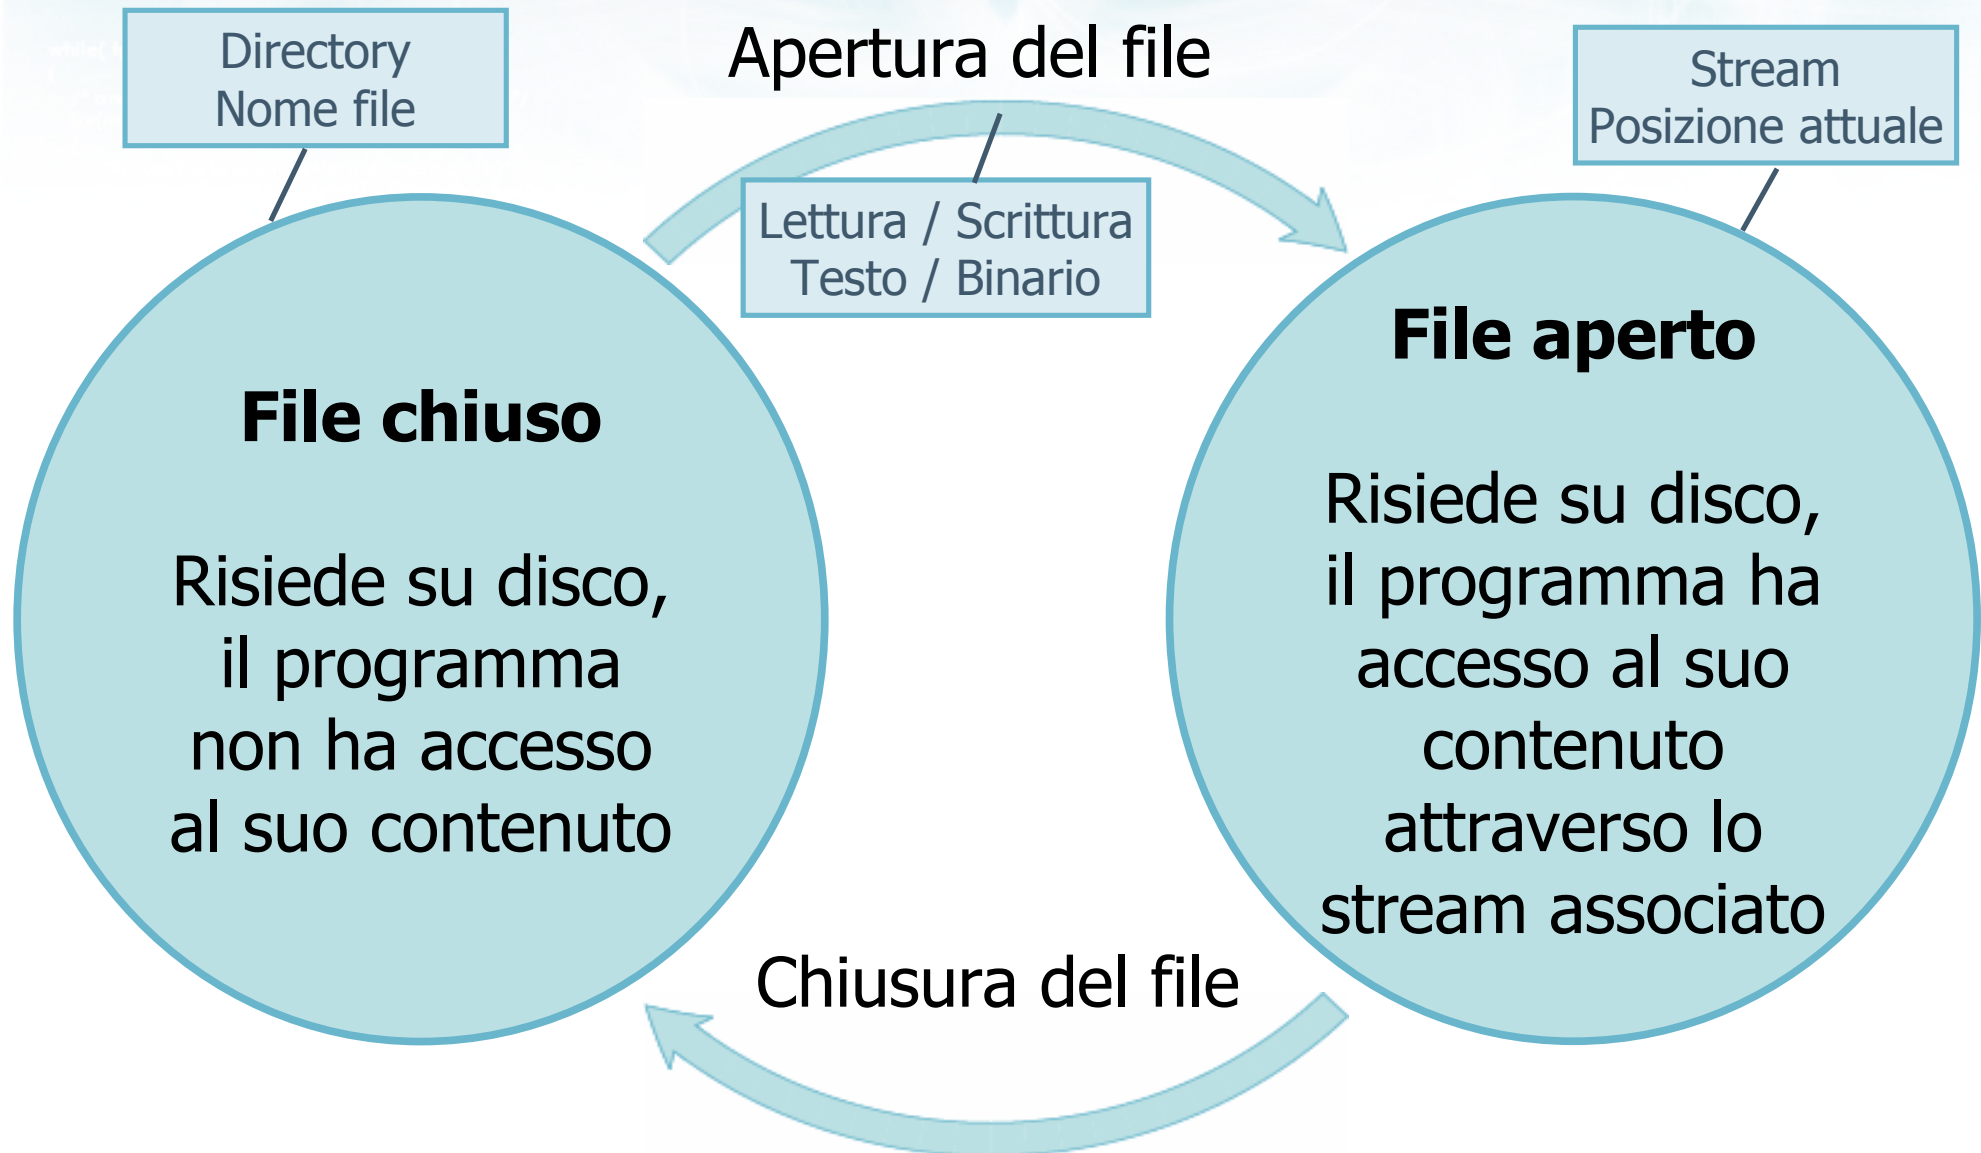 Directory
Nome file
Apertura del file
Stream
Posizione attuale
Lettura / Scrittura
Testo / Binario
File chiuso
Risiede su disco,
il programma
non ha accesso
al suo contenuto
File aperto
Risiede su disco,
il programma ha
accesso al suo
contenuto
attraverso lo
stream associato
Chiusura del file